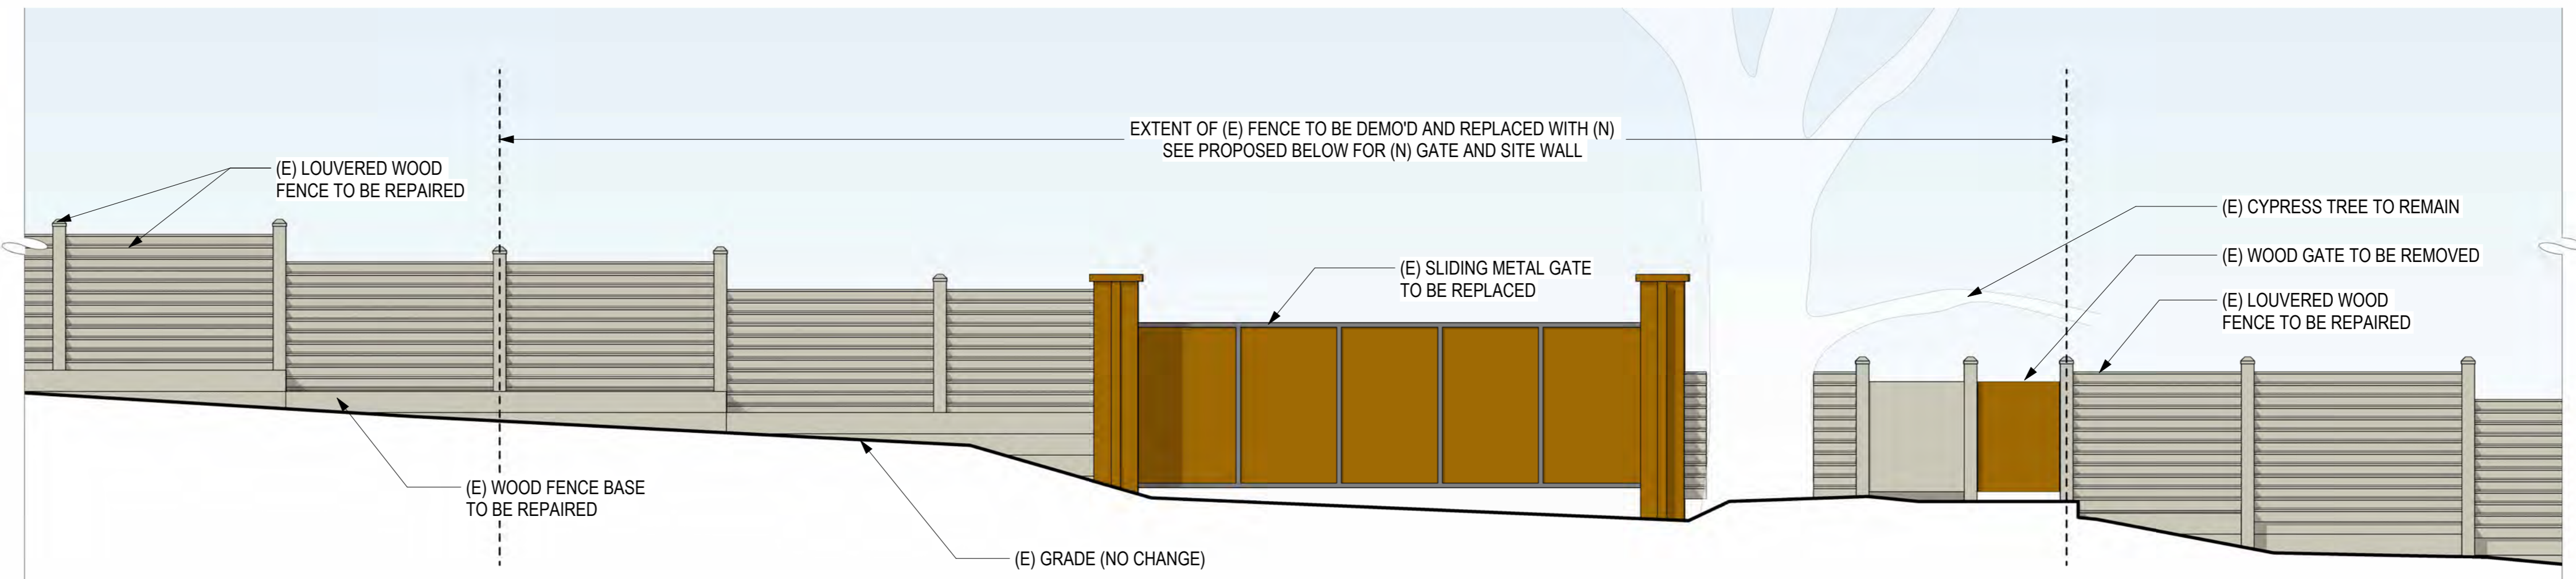 EXTENT OF (E) FENCE TO BE DEMO'D AND REPLACED WITH (N)
SEE PROPOSED BELOW FOR (N) GATE AND SITE WALL
(E) LOUVERED WOOD
FENCE TO BE REPAIRED
(E) CYPRESS TREE TO REMAIN
(E) WOOD GATE TO BE REMOVED
(E) SLIDING METAL GATE
TO BE REPLACED
(E) LOUVERED WOOD
FENCE TO BE REPAIRED
(E) WOOD FENCE BASE
TO BE REPAIRED
(E) GRADE (NO CHANGE)